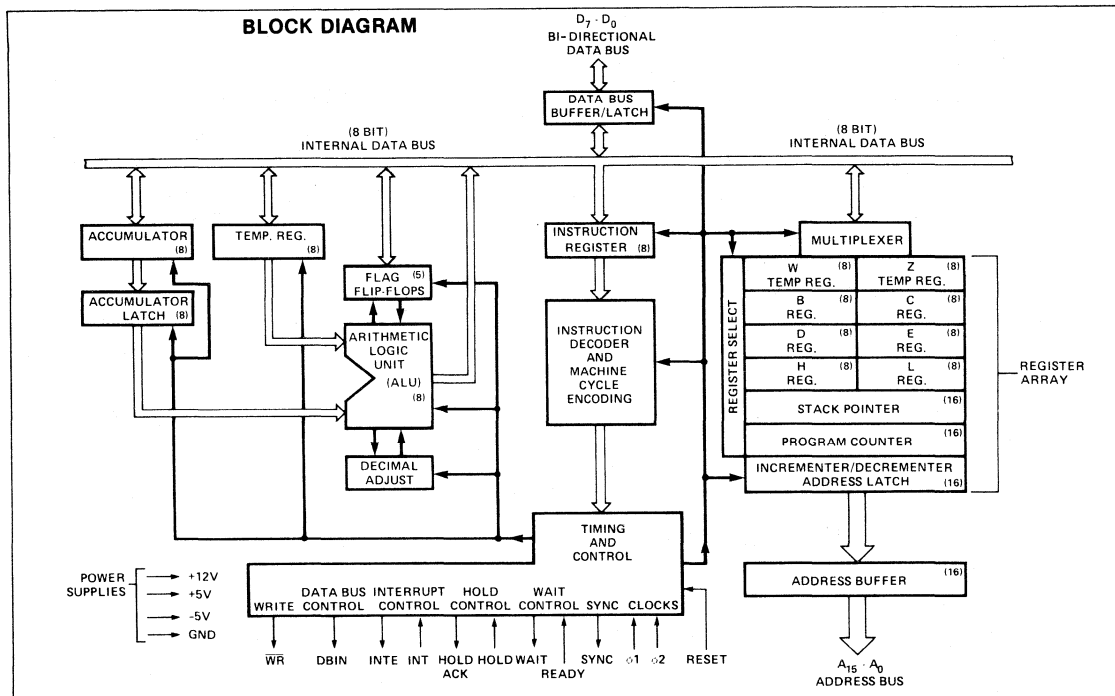 BLOCK DIAGRAM
D7 - D0
BI-DIRECTIONAL
DATA BUS
DATA BUS
BUFFER/LATCH
(8 BIT)
INTERNAL DATA BUS
(8 BIT)
INTERNAL DATA BUS
ACCUMULATOR
(8)
TEMP. REG.
(8)
INSTRUCTION
REGISTER (8)
MULTIPLEXER
ACCUMULATOR
LATCH (8)
(5)
FLAG
FLIP-FLOPS
ARITHMETIC
LOGIC
UNIT
(ALU)
(8)
DECIMAL
ADJUST
INSTRUCTION
DECODER
AND
MACHINE
CYCLE
ENCODING
REGISTER SELECT
W (8)
TEMP REG.
Z (8)
TEMP REG.
B (8)
REG.
C (8)
REG.
D (8)
REG.
E (8)
REG.
H (8)
REG.
L (8)
REG.
STACK POINTER (16)
PROGRAM COUNTER (16)
INCREMENTER/DECREMENTER
ADDRESS LATCH (16)
REGISTER
ARRAY
TIMING
AND
CONTROL
DATA BUS INTERRUPT HOLD WAIT
WRITE CONTROL CONTROL CONTROL CONTROL SYNC CLOCKS
POWER
SUPPLIES
+12V
+5V
-5V
GND
WR DBIN INTE INT HOLD HOLD WAIT SYNC ϕ1 ϕ2 RESET
ACK READY
ADDRESS BUFFER (16)
A15 - A0
ADDRESS BUS